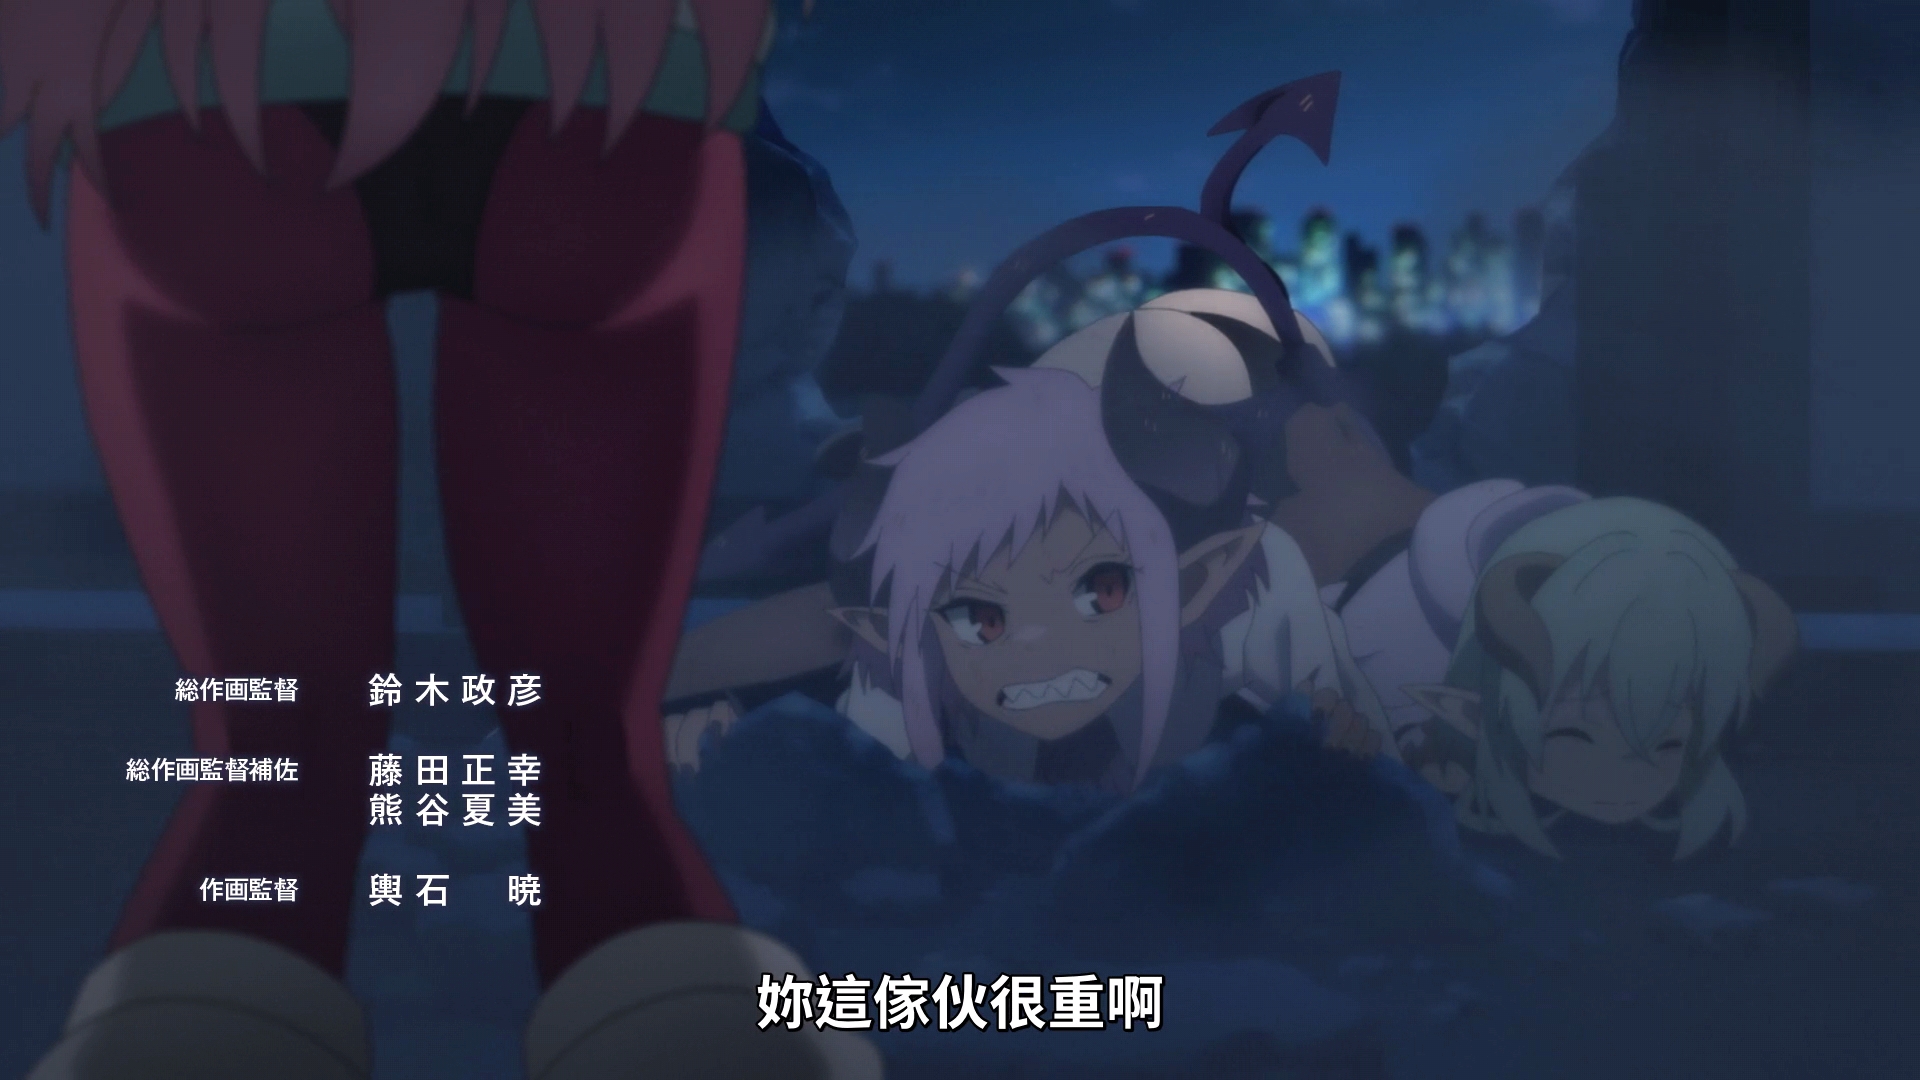 総作画監督 鈴木政彦
総作画監督補佐 藤田正幸
熊谷夏美
作画監督 輿石 暁
妳這傢伙很重啊